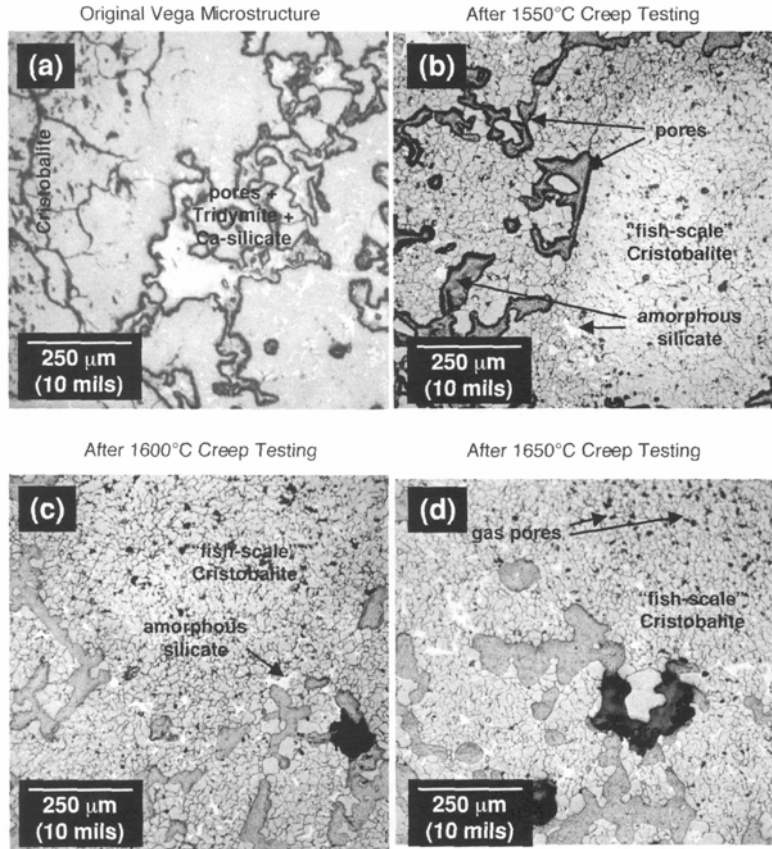 Original Vega Microstructure
After 1550°C Creep Testing
(a)
Cristobalite
pores +
Tridymite +
Ca-silicate
250 μm
(10 mils)
(b)
pores
"fish-scale"
Cristobalite
amorphous
silicate
250 μm
(10 mils)
After 1600°C Creep Testing
After 1650°C Creep Testing
(c)
"fish-scale"
Cristobalite
amorphous
silicate
250 μm
(10 mils)
(d)
gas pores
"fish-scale"
Cristobalite
250 μm
(10 mils)